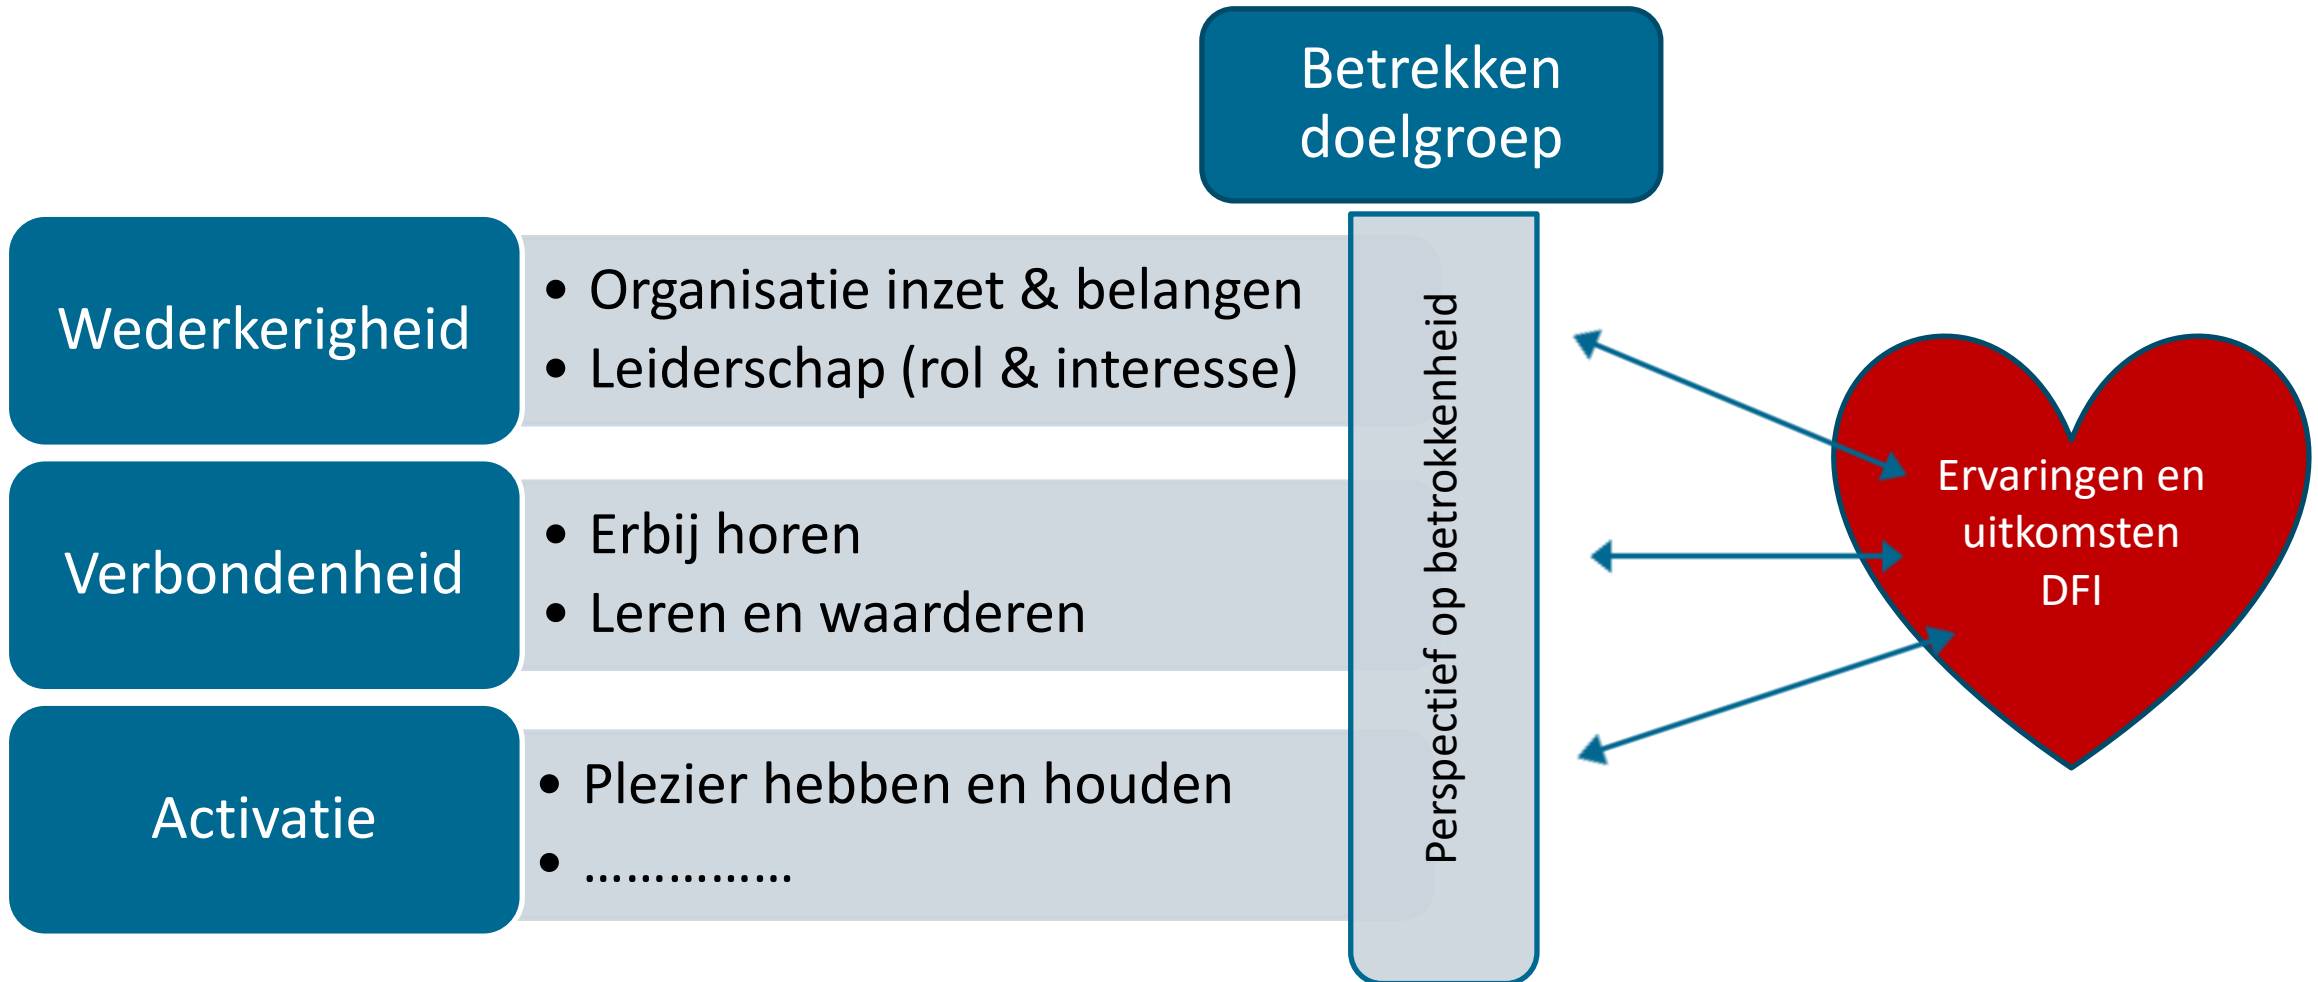 Betrekken
doelgroep
Wederkerigheid
• Organisatie inzet & belangen
• Leiderschap (rol & interesse)
Verbondenheid
• Erbij horen
• Leren en waarderen
Activatie
• Plezier hebben en houden
• ...............
Perspectief op betrokkenheid
Ervaringen en
uitkomsten
DFI